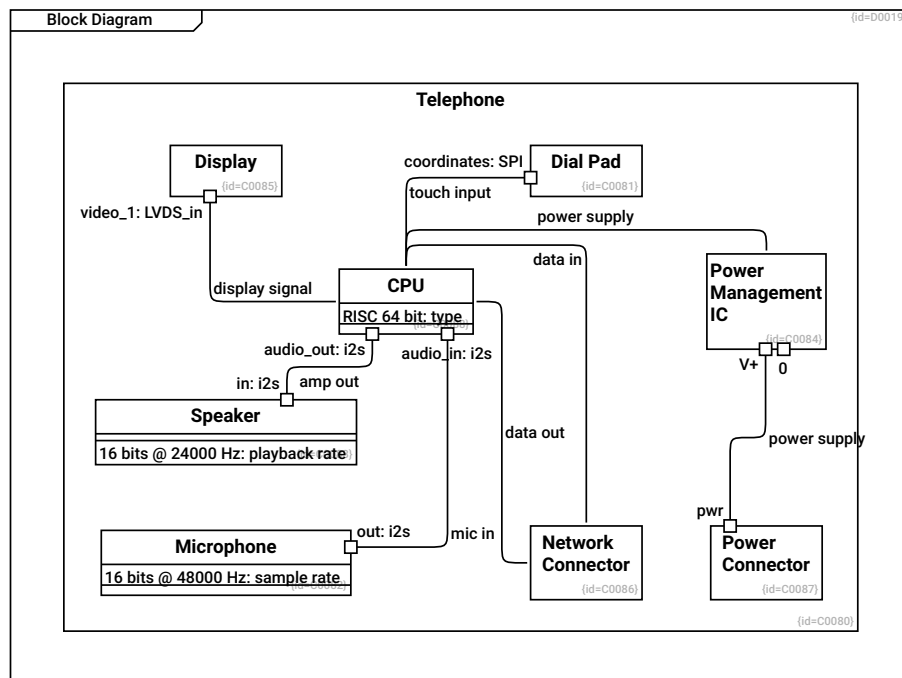 Block Diagram
{id=D0019
Telephone
Display
{id=C0085}
coordinates: SPI
Dial Pad
{id=C0081}
touch input
video_1: LVDS_in
power supply
data in
display signal
CPU
RISC 64 bit: type
Power
Management
IC
{id=C0084}
audio_out: i2s
audio_in: i2s
V+
0
in: i2s
amp out
Speaker
16 bits @ 24000 Hz: playback rate
data out
power supply
pwr
out: i2s
mic in
Microphone
16 bits @ 48000 Hz: sample rate
Network
Connector
{id=C0086}
Power
Connector
{id=C0087}
{id=C0080}